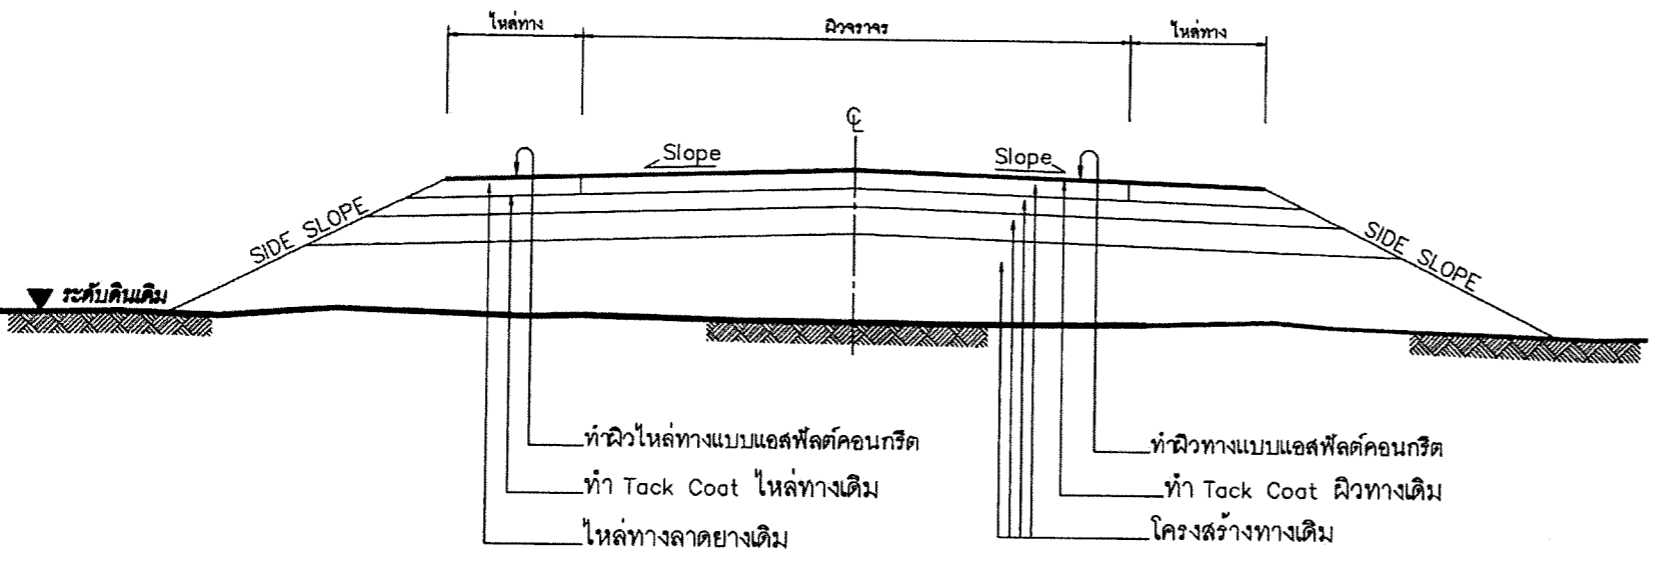 ไหล่ทาง
ผิวจราจร
ไหล่ทาง
℄
Slope
Slope
SIDE SLOPE
SIDE SLOPE
ระดับดินเดิม
ทำผิวไหล่ทางแบบแอสฟัลต์คอนกรีต
ทำ Tack Coat ไหล่ทางเดิม
ไหล่ทางลาดยางเดิม
ทำผิวทางแบบแอสฟัลต์คอนกรีต
ทำ Tack Coat ผิวทางเดิม
โครงสร้างทางเดิม